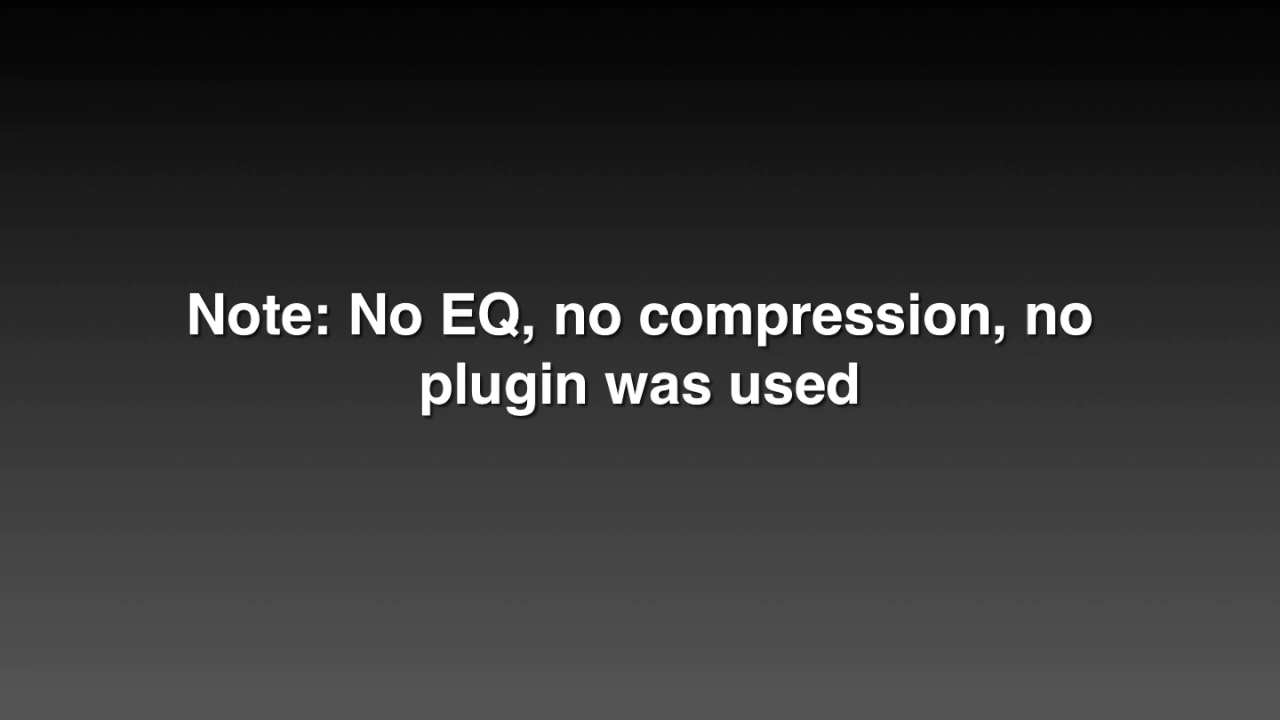 Note: No EQ, no compression, no
plugin was used